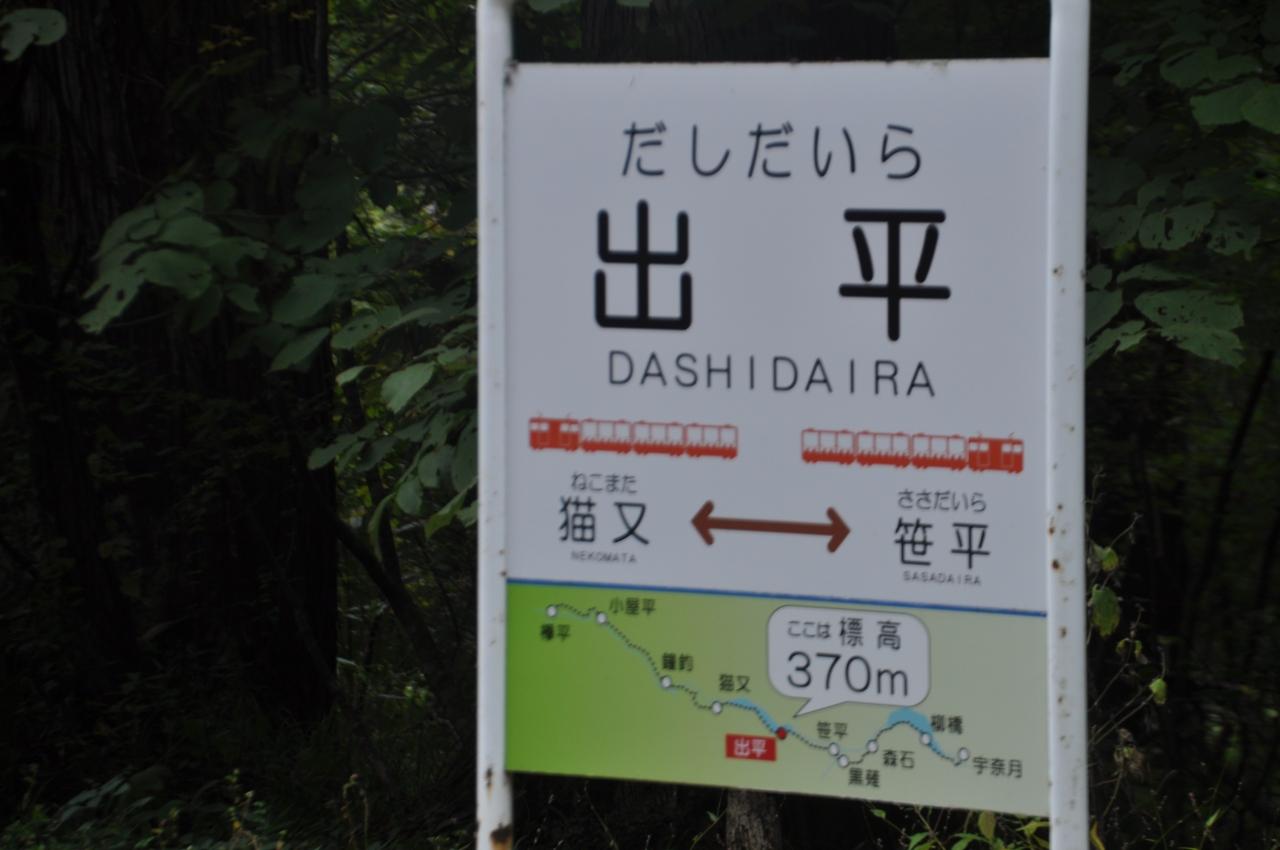 だしだいら
出平
DASHIDAIRA
ねこまた
猫又
NEKOMATA
ささだいら
笹平
SASADAIRA
ここは標高
370m
小屋平
欅平
鐘釣
猫又
出平
笹平
黒薙
森石
柳橋
宇奈月